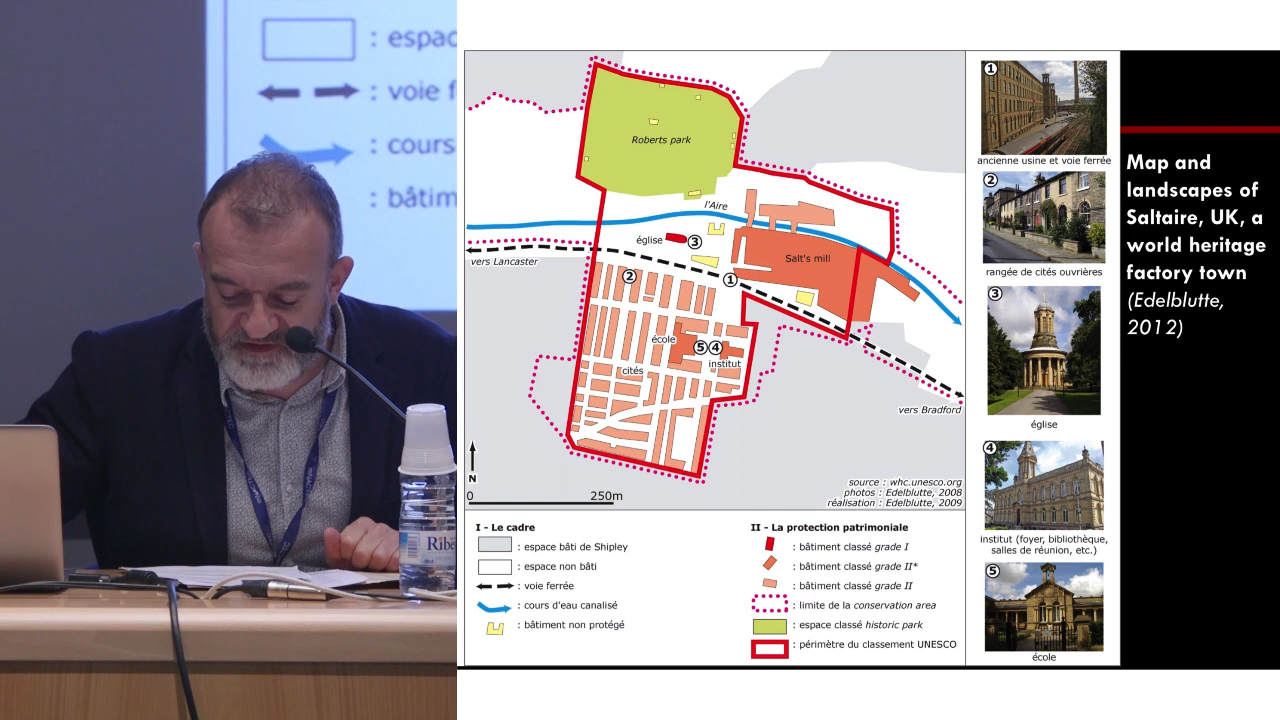 : espac
: voie f
: cours
: bâtim
Ribe
Roberts park
l'Aire
église
3
vers Lancaster
Salt's mill
2
1
école
5 4
institut
cités
vers Bradford
N
0 250m
source : whc.unesco.org
photos : Edelblutte, 2008
réalisation : Edelblutte, 2009
I - Le cadre
: espace bâti de Shipley
: espace non bâti
: voie ferrée
: cours d'eau canalisé
: bâtiment non protégé
II - La protection patrimoniale
: bâtiment classé grade I
: bâtiment classé grade II*
: bâtiment classé grade II
: limite de la conservation area
: espace classé historic park
: périmètre du classement UNESCO
1
ancienne usine et voie ferrée
2
rangée de cités ouvrières
3
église
4
institut (foyer, bibliothèque,
salles de réunion, etc.)
5
école
Map and
landscapes of
Saltaire, UK, a
world heritage
factory town
(Edelblutte,
2012)